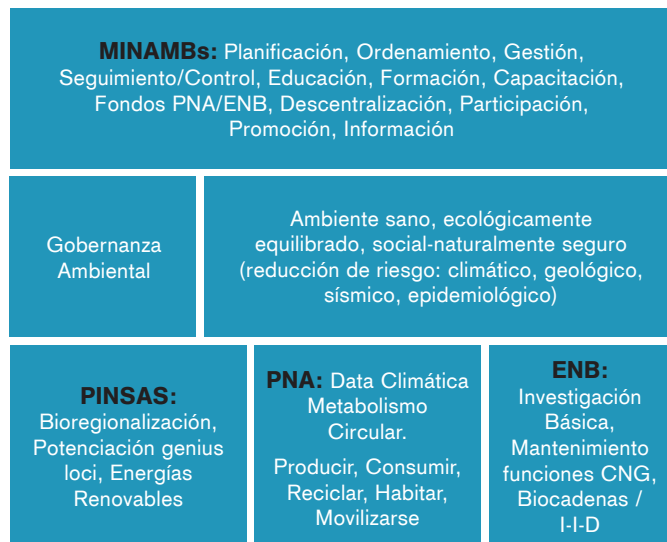 MINAMBs: Planificación, Ordenamiento, Gestión,
Seguimiento/Control, Educación, Formación, Capacitación,
Fondos PNA/ENB, Descentralización, Participación,
Promoción, Información
Gobernanza
Ambiental
Ambiente sano, ecológicamente
equilibrado, social-naturalmente seguro
(reducción de riesgo: climático, geológico,
sísmico, epidemiológico)
PINSAS:
Bioregionalización,
Potenciación genius
loci, Energías
Renovables
PNA: Data Climática
Metabolismo
Circular.
Producir, Consumir,
Reciclar, Habitar,
Movilizarse
ENB:
Investigación
Básica,
Mantenimiento
funciones CNG,
Biocadenas /
I-I-D